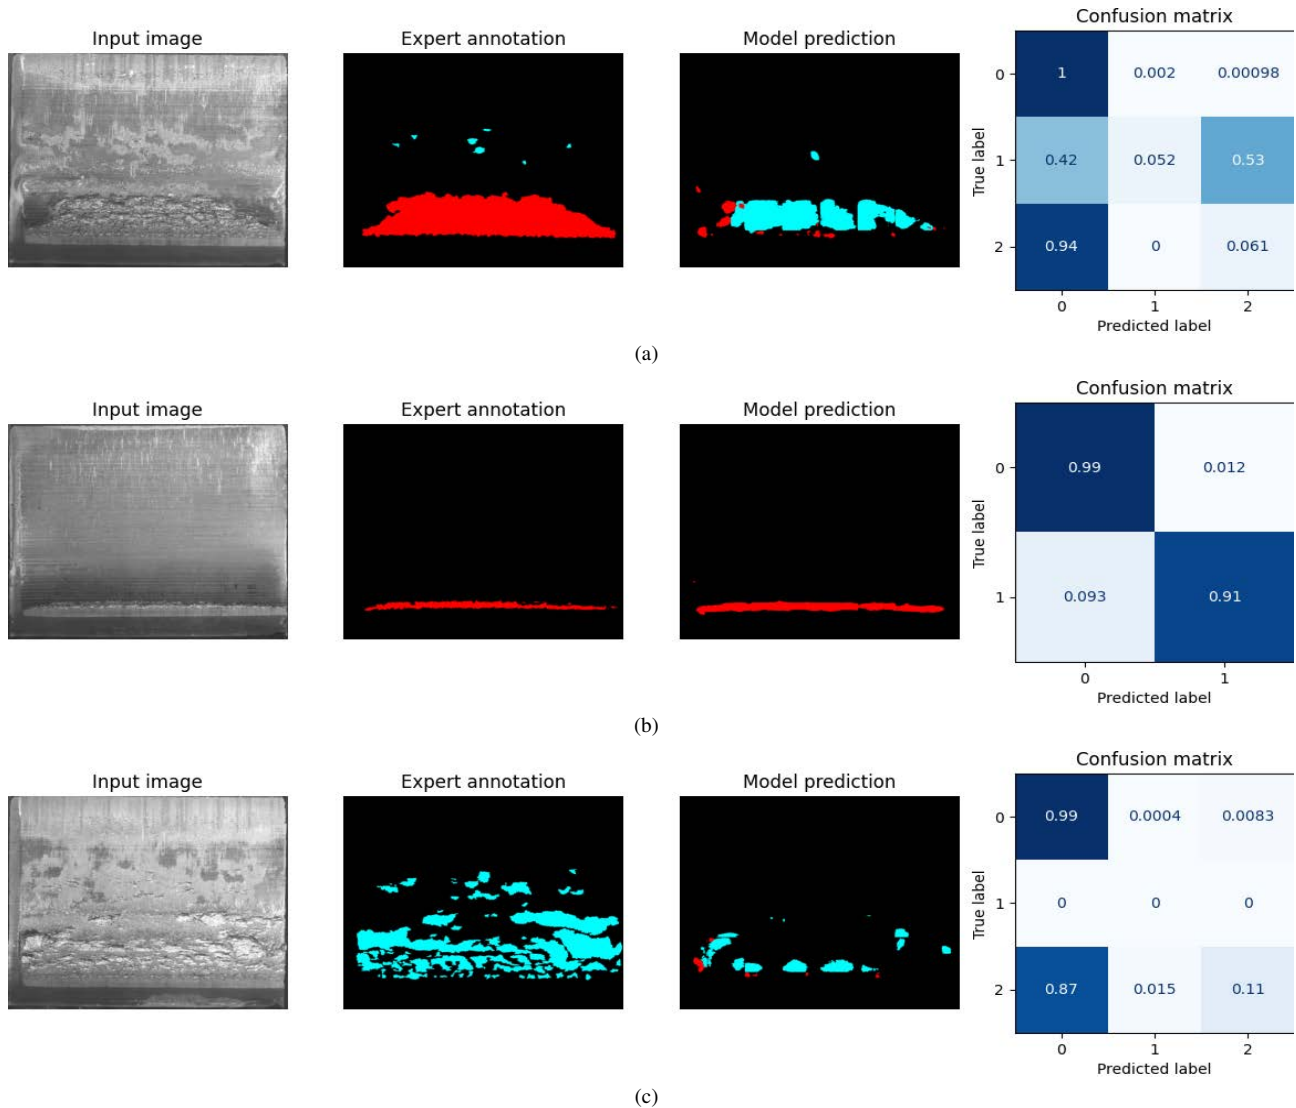 Input image
Expert annotation
Model prediction
Confusion matrix
0
1
0.002
0.00098
True label
1
0.42
0.052
0.53
2
0.94
0
0.061
0
1
2
Predicted label
(a)
Input image
Expert annotation
Model prediction
Confusion matrix
0
0.99
0.012
True label
1
0.093
0.91
0
1
Predicted label
(b)
Input image
Expert annotation
Model prediction
Confusion matrix
0
0.99
0.0004
0.0083
True label
1
0
0
0
2
0.87
0.015
0.11
0
1
2
Predicted label
(c)